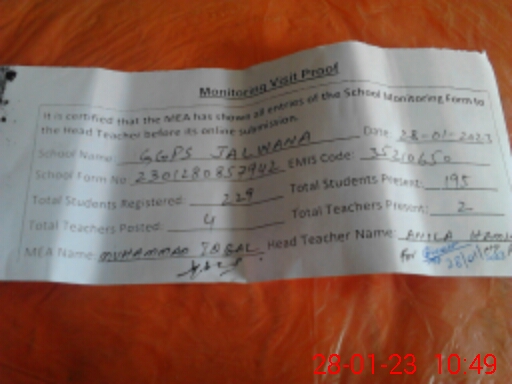 Monitoring Visit Proof
It is certified that the MEA has shown all entries of the School Monitoring Form to
the Head Teacher before its online submission.
School Name: GGPS JALWANA Date: 28-01-2023
School Form No: 2301280857942 EMIS Code: 35210650
Total Students Registered: 229 Total Students Present: 195
Total Teachers Posted: 4 Total Teachers Present: 2
MEA Name: MUHAMMAD IQBAL Head Teacher Name: ANILA
For
28-01-23 10:49